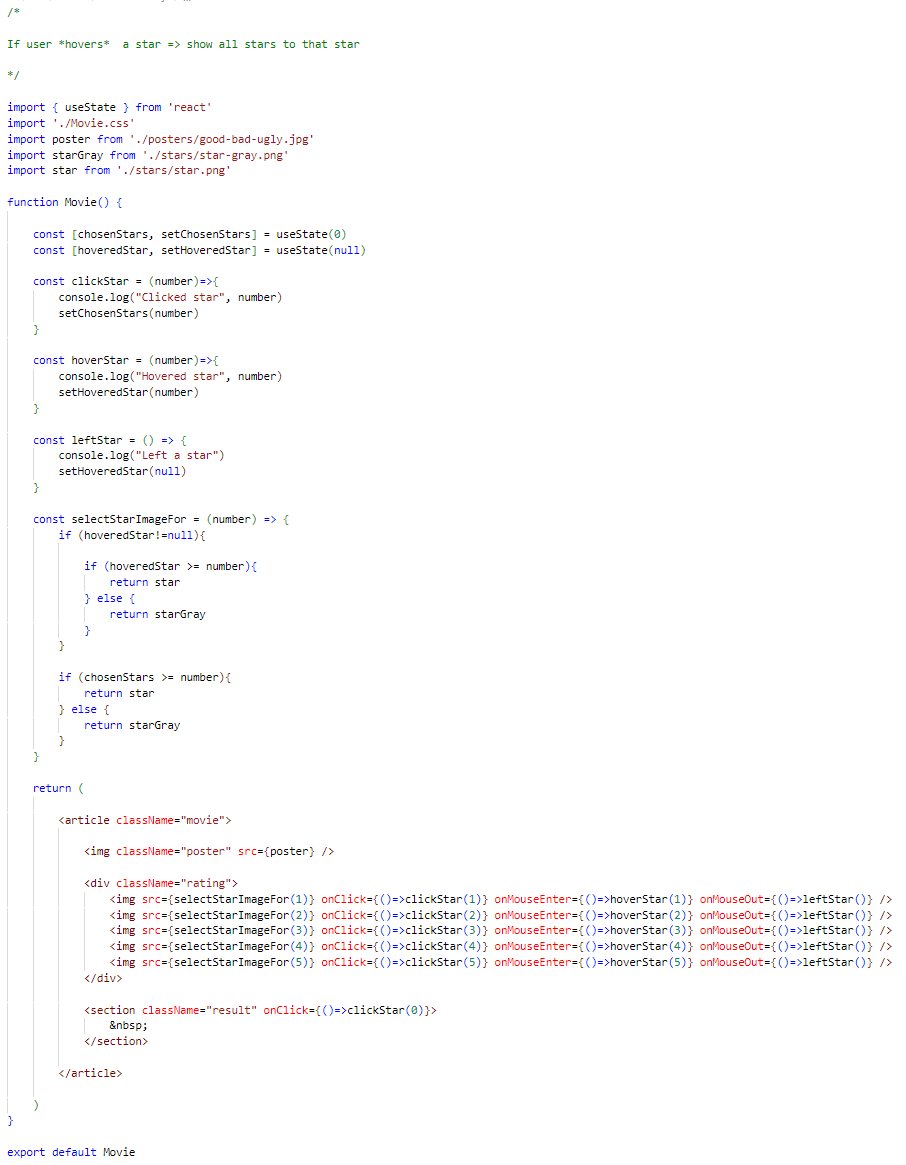 /*
If user *hovers*  a star => show all stars to that star
*/
import { useState } from 'react'
import './Movie.css'
import poster from './posters/good-bad-ugly.jpg'
import starGray from './stars/star-gray.png'
import star from './stars/star.png'
function Movie() {
    const [chosenStars, setChosenStars] = useState(0)
    const [hoveredStar, setHoveredStar] = useState(null)
    const clickStar = (number)=>{
        console.log("Clicked star", number)
        setChosenStars(number)
    }
    const hoverStar = (number)=>{
        console.log("Hovered star", number)
        setHoveredStar(number)
    }
    const leftStar = () => {
        console.log("Left a star")
        setHoveredStar(null)
    }
    const selectStarImageFor = (number) => {
        if (hoveredStar!=null){
            if (hoveredStar >= number){
                return star
            } else {
                return starGray
            }
        }
        if (chosenStars >= number){
            return star
        } else {
            return starGray
        }
    }
    return (
        <article className="movie">
            <img className="poster" src={poster} />
            <div className="rating">
                <img src={selectStarImageFor(1)} onClick={()=>clickStar(1)} onMouseEnter={()=>hoverStar(1)} onMouseOut={()=>leftStar()} />
                <img src={selectStarImageFor(2)} onClick={()=>clickStar(2)} onMouseEnter={()=>hoverStar(2)} onMouseOut={()=>leftStar()} />
                <img src={selectStarImageFor(3)} onClick={()=>clickStar(3)} onMouseEnter={()=>hoverStar(3)} onMouseOut={()=>leftStar()} />
                <img src={selectStarImageFor(4)} onClick={()=>clickStar(4)} onMouseEnter={()=>hoverStar(4)} onMouseOut={()=>leftStar()} />
                <img src={selectStarImageFor(5)} onClick={()=>clickStar(5)} onMouseEnter={()=>hoverStar(5)} onMouseOut={()=>leftStar()} />
            </div>
            <section className="result" onClick={()=>clickStar(0)}>
                &nbsp;
            </section>
        </article>
    )
}
export default Movie